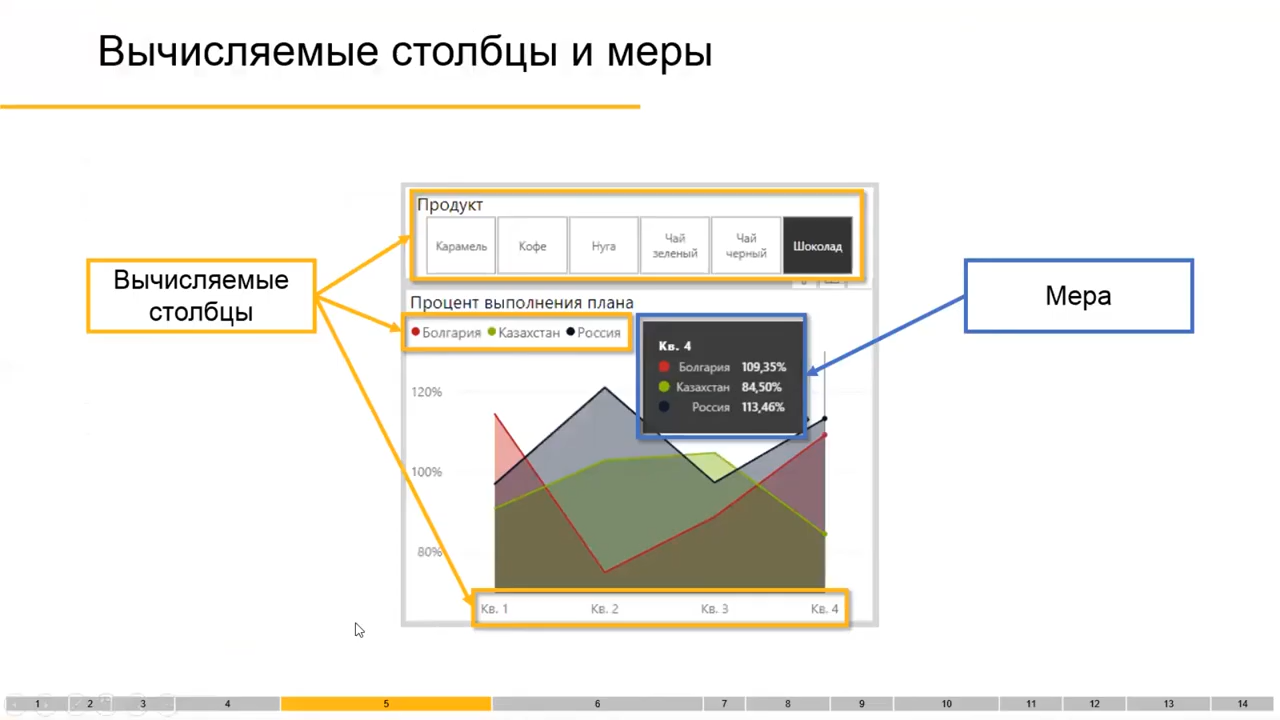 Вычисляемые столбцы и меры
Продукт
Карамель
Кофе
Нуга
Чай
зеленый
Чай
черный
Шоколад
Вычисляемые
столбцы
Мера
Процент выполнения плана
Болгария Казахстан Россия
Кв. 4
Болгария 109,35%
Казахстан 84,50%
Россия 113,46%
120%
100%
80%
Кв. 1 Кв. 2 Кв. 3 Кв. 4
1 2 3 4 5 6 7 8 9 10 11 12 13 14